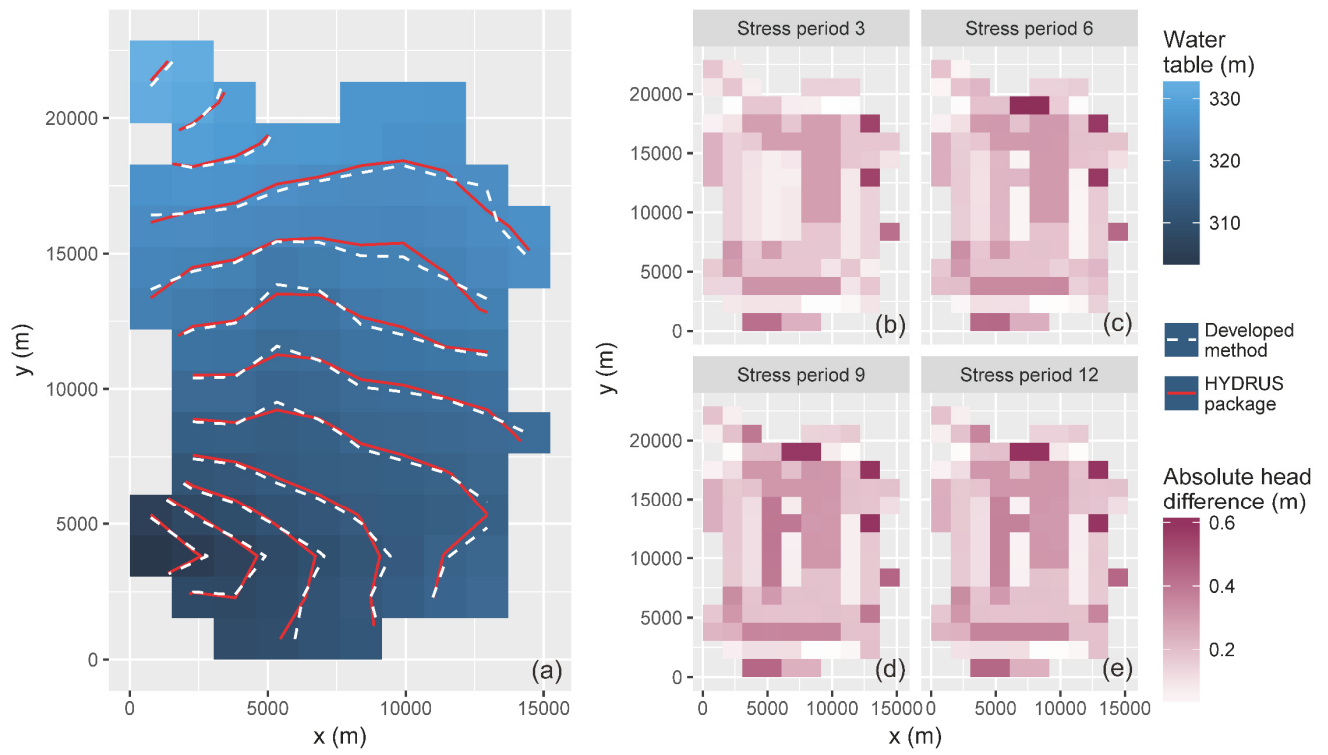 y (m)
20000
15000
10000
5000
0
(a)
0
5000
10000
15000
x (m)
Stress period 3
Stress period 6
y (m)
20000
15000
10000
5000
0
(b)
(c)
Stress period 9
Stress period 12
20000
15000
10000
5000
0
(d)
(e)
0
5000
10000
15000
0
5000
10000
15000
x (m)
Water
table (m)
330
320
310
Developed
method
HYDRUS
package
Absolute head
difference (m)
0.6
0.4
0.2